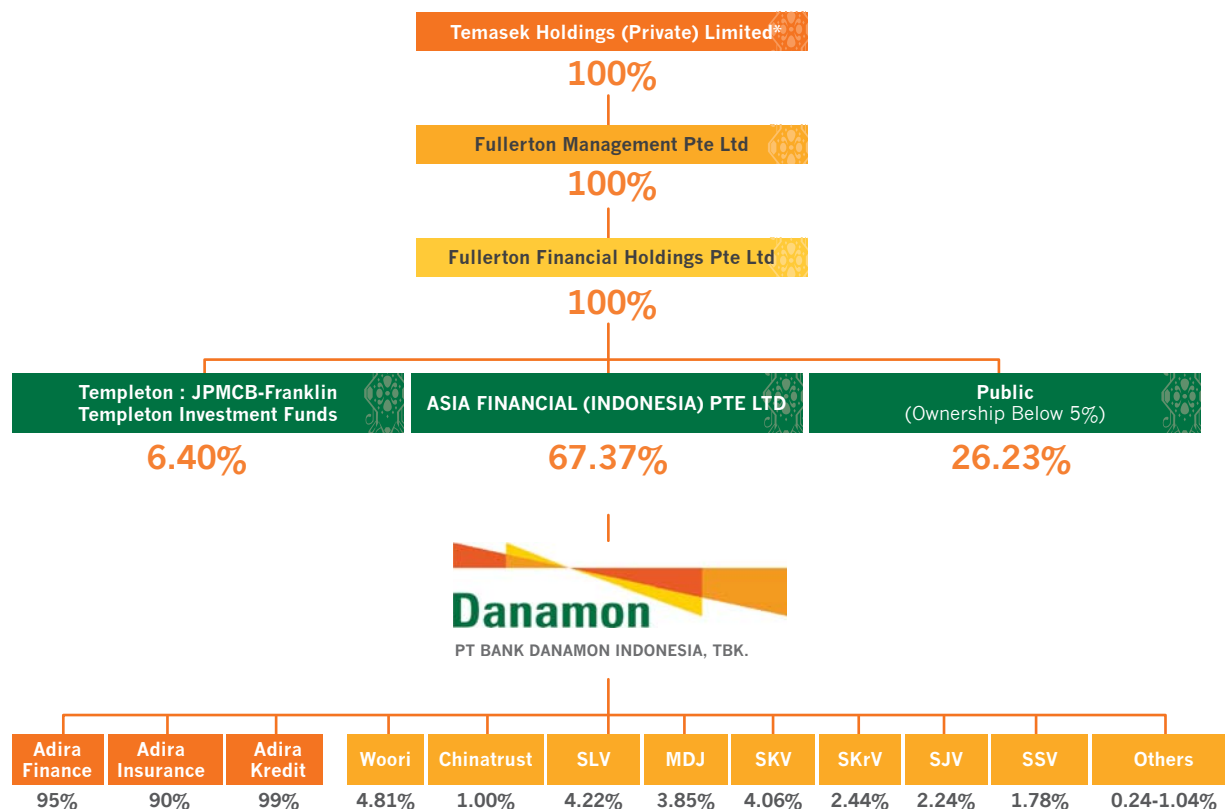 Temasek Holdings (Private) Limited*
100%
Fullerton Management Pte Ltd
100%
Fullerton Financial Holdings Pte Ltd
100%
Templeton : JPMCB-Franklin
Templeton Investment Funds
6.40%
ASIA FINANCIAL (INDONESIA) PTE LTD
67.37%
Public
(Ownership Below 5%)
26.23%
Danamon
PT BANK DANAMON INDONESIA, TBK.
Adira
Finance
95%
Adira
Insurance
90%
Adira
Kredit
99%
Woori
4.81%
Chinatrust
1.00%
SLV
4.22%
MDJ
3.85%
SKV
4.06%
SKrV
2.44%
SJV
2.24%
SSV
1.78%
Others
0.24-1.04%